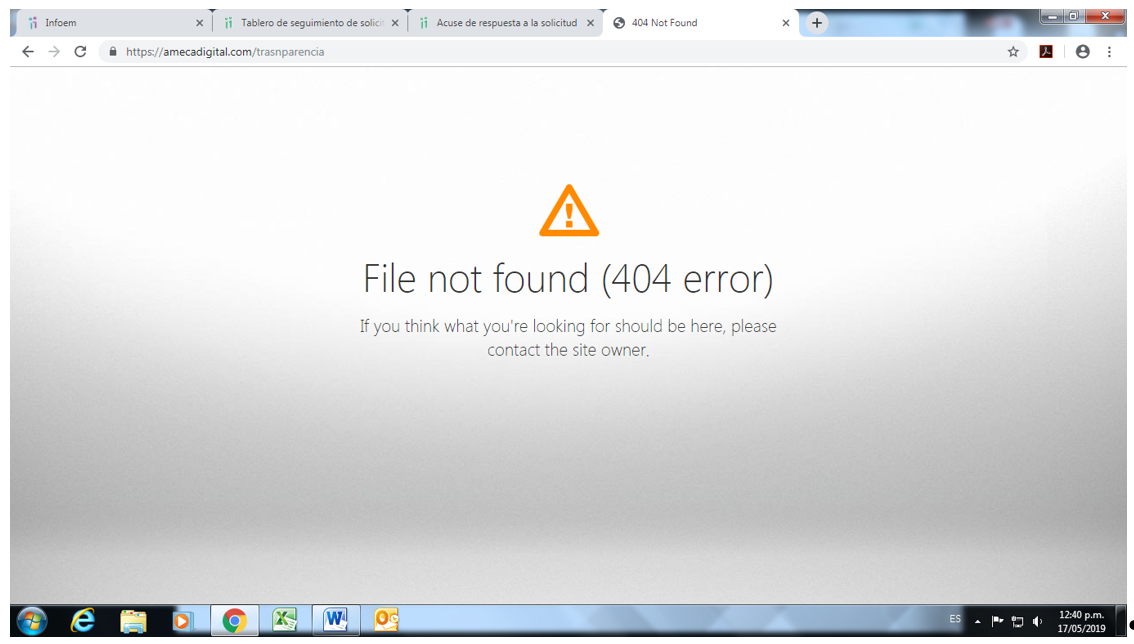 Infoem
Tablero de seguimiento de solici
Acuse de respuesta a la solicitud
404 Not Found
https://amecadigital.com/trasnparencia
File not found (404 error)
If you think what you're looking for should be here, please
contact the site owner.
ES
12:40 p.m.
17/05/2019